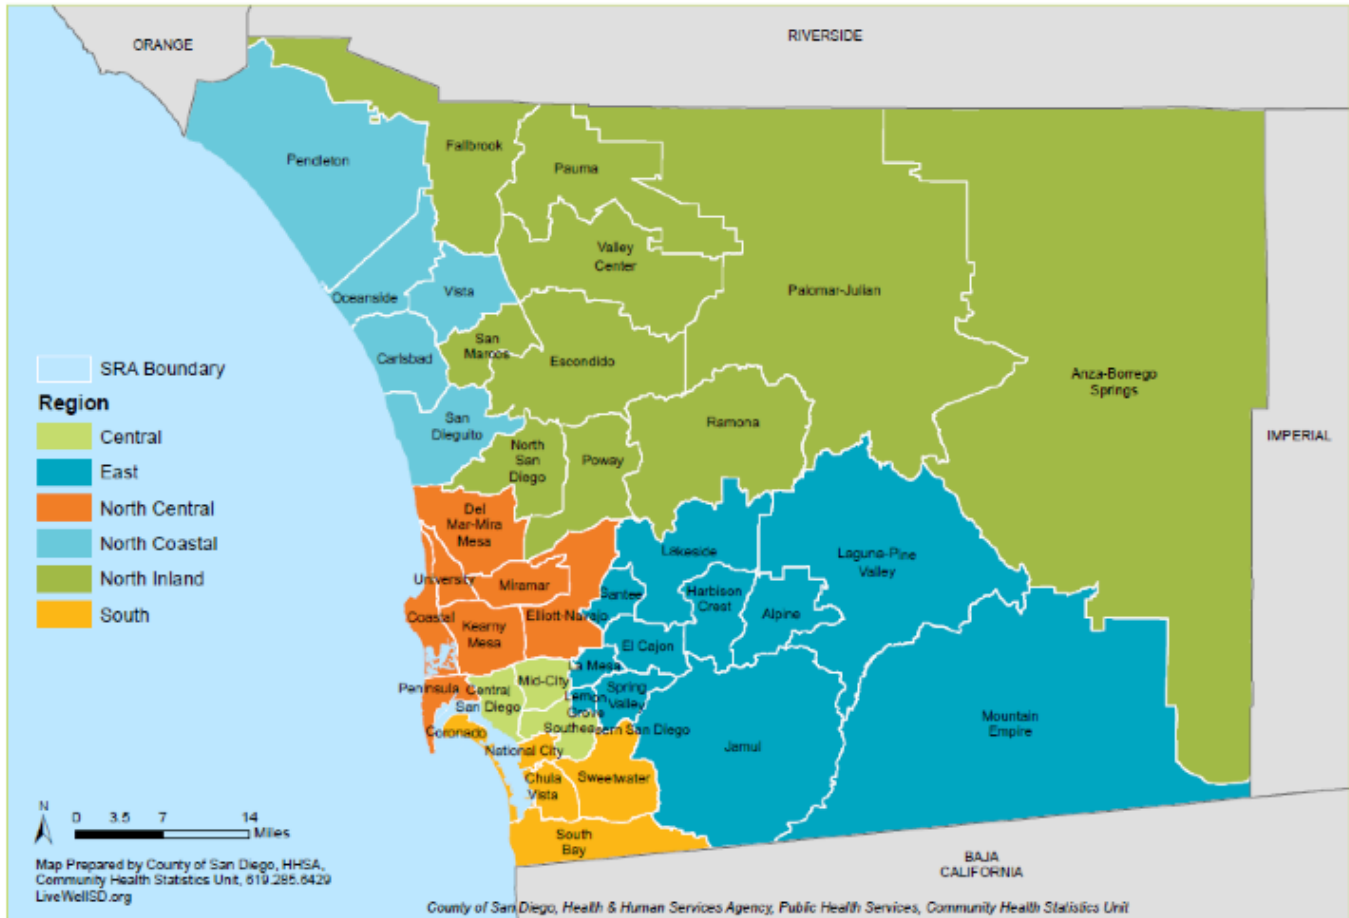 ORANGE
RIVERSIDE
Pendleton
Fallbrook
Pauma
Valley
Center
Palomar-Julian
Oceanside
Vista
San
Marcos
Carlsbad
Escondido
Anza-Borrego
Springs
IMPERIAL
San
Dieguito
Ramona
North
San
Diego
Poway
SRA Boundary
Region
Central
East
North Central
North Coastal
North Inland
South
Del
Mar-Mira
Mesa
Lakeside
Laguna-Pine
Valley
University
Miramar
Santee
Harbison
Crest
Alpine
Coastal
Kearny
Mesa
Elliott-Navajo
El Cajon
La Mesa
Mid-City
Peninsula
Central
San Diego
Lemon
Grove
Spring
Valley
Southeastern San Diego
Coronado
National City
Jamul
Mountain
Empire
Chula
Vista
Sweetwater
South
Bay
N
0 3.5 7 14
Miles
BAJA
CALIFORNIA
Map Prepared by County of San Diego, HHSA,
Community Health Statistics Unit, 619.285.6429
LiveWellSD.org
County of San Diego, Health & Human Services Agency, Public Health Services, Community Health Statistics Unit